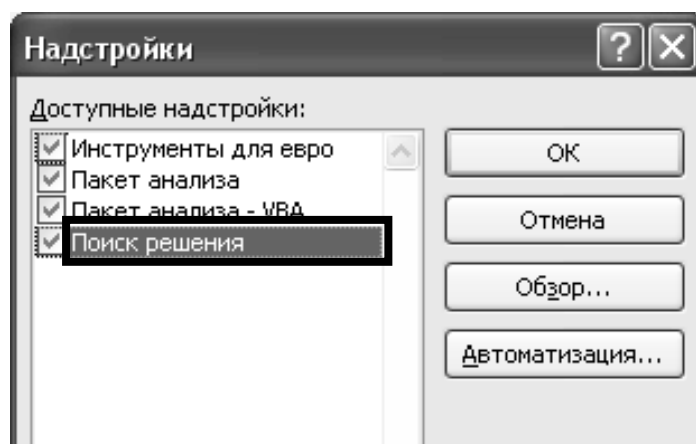 Надстройки
Доступные надстройки:
Инструменты для евро
Пакет анализа
Пакет анализа - VBA
Поиск решения
ОК
Отмена
Обзор...
Автоматизация...